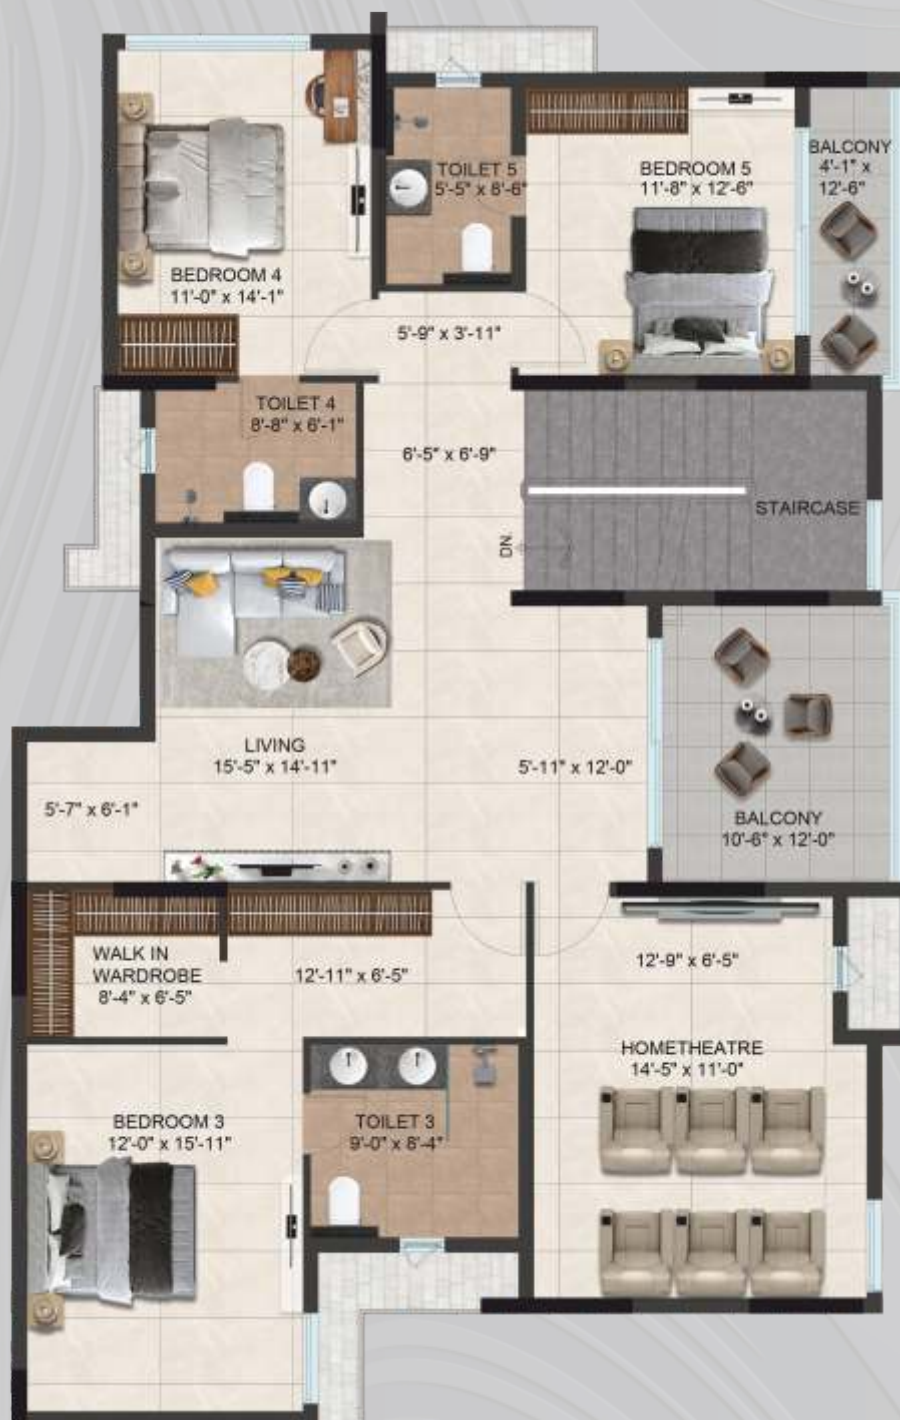 BEDROOM 4
11'-0" x 14'-1"
TOILET 5
5'-5" x 8'-6"
BEDROOM 5
11'-8" x 12'-6"
BALCONY
4'-1" x
12'-6"
5'-9" x 3'-11"
TOILET 4
8'-8" x 6'-1"
6'-5" x 6'-9"
STAIRCASE
DN.
LIVING
15'-5" x 14'-11"
5'-11" x 12'-0"
5'-7" x 6'-1"
BALCONY
10'-6" x 12'-0"
WALK IN
WARDROBE
8'-4" x 6'-5"
12'-11" x 6'-5"
12'-9" x 6'-5"
HOMETHEATRE
14'-5" x 11'-0"
BEDROOM 3
12'-0" x 15'-11"
TOILET 3
9'-0" x 8'-4"